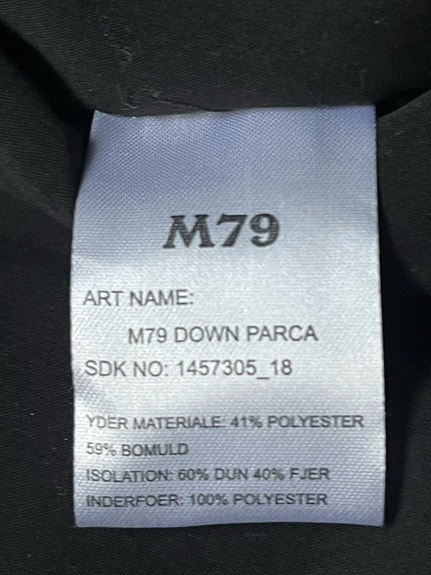 M79
ART NAME:
M79 DOWN PARCA
SDK NO: 1457305_18
YDER MATERIALE: 41% POLYESTER
59% BOMULD
ISOLATION: 60% DUN 40% FJER
INDERFOER: 100% POLYESTER